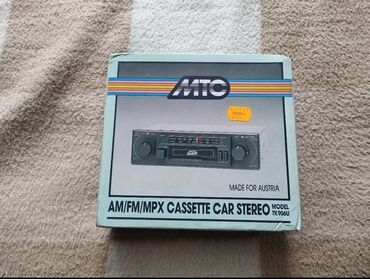 MTC
MADE FOR AUSTRIA
AM/FM/MPX CASSETTE CAR STEREO MODEL
TK906U